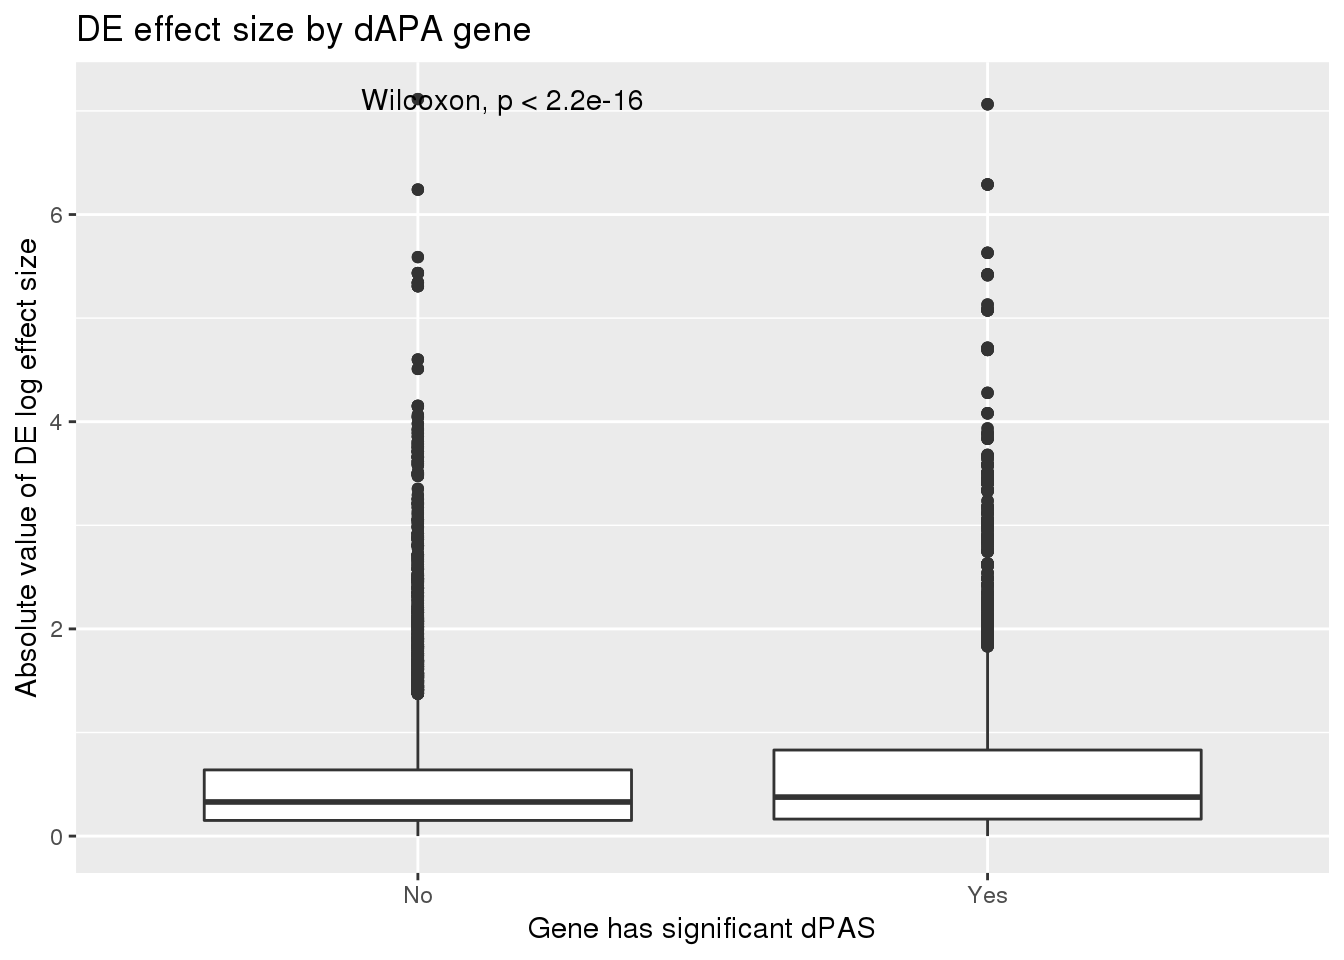 DE effect size by dAPA gene
Wilcoxon, p < 2.2e-16
Absolute value of DE log effect size
6
4
2
0
No
Yes
Gene has significant dPAS